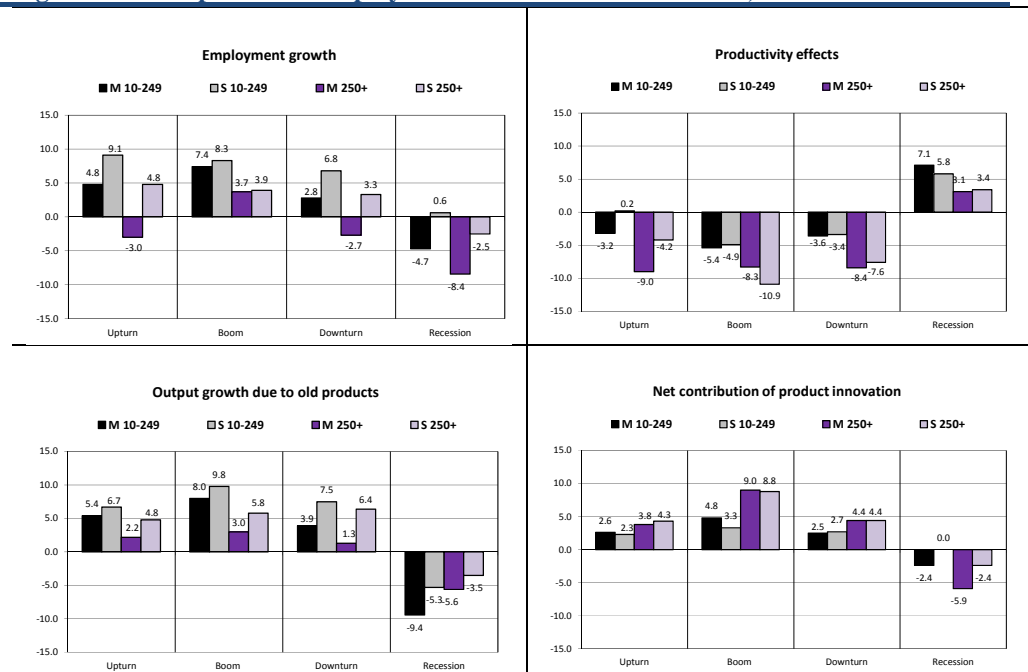 Employment growth
M 10-249 S 10-249 M 250+ S 250+
15.0
10.0
5.0
0.0
-5.0
-10.0
-15.0
4.8 9.1 -3.0 4.8
7.4 8.3 3.7 3.9
2.8 6.8 -2.7 3.3
-4.7 0.6 -8.4 -2.5
Upturn Boom Downturn Recession
Productivity effects
M 10-249 S 10-249 M 250+ S 250+
15.0
10.0
5.0
0.0
-5.0
-10.0
-15.0
-3.2 0.2 -9.0 -4.2
-5.4 -4.9 -8.3 -10.9
-3.6 -3.4 -8.4 -7.6
7.1 5.8 3.1 3.4
Upturn Boom Downturn Recession
Output growth due to old products
M 10-249 S 10-249 M 250+ S 250+
15.0
10.0
5.0
0.0
-5.0
-10.0
-15.0
5.4 6.7 2.2 4.8
8.0 9.8 3.0 5.8
3.9 7.5 1.3 6.4
-9.4 -5.3 -5.6 -3.5
Upturn Boom Downturn Recession
Net contribution of product innovation
M 10-249 S 10-249 M 250+ S 250+
15.0
10.0
5.0
0.0
-5.0
-10.0
-15.0
2.6 2.3 3.8 4.3
4.8 3.3 9.0 8.8
2.5 2.7 4.4 4.4
-2.4 0.0 -5.9 -2.4
Upturn Boom Downturn Recession